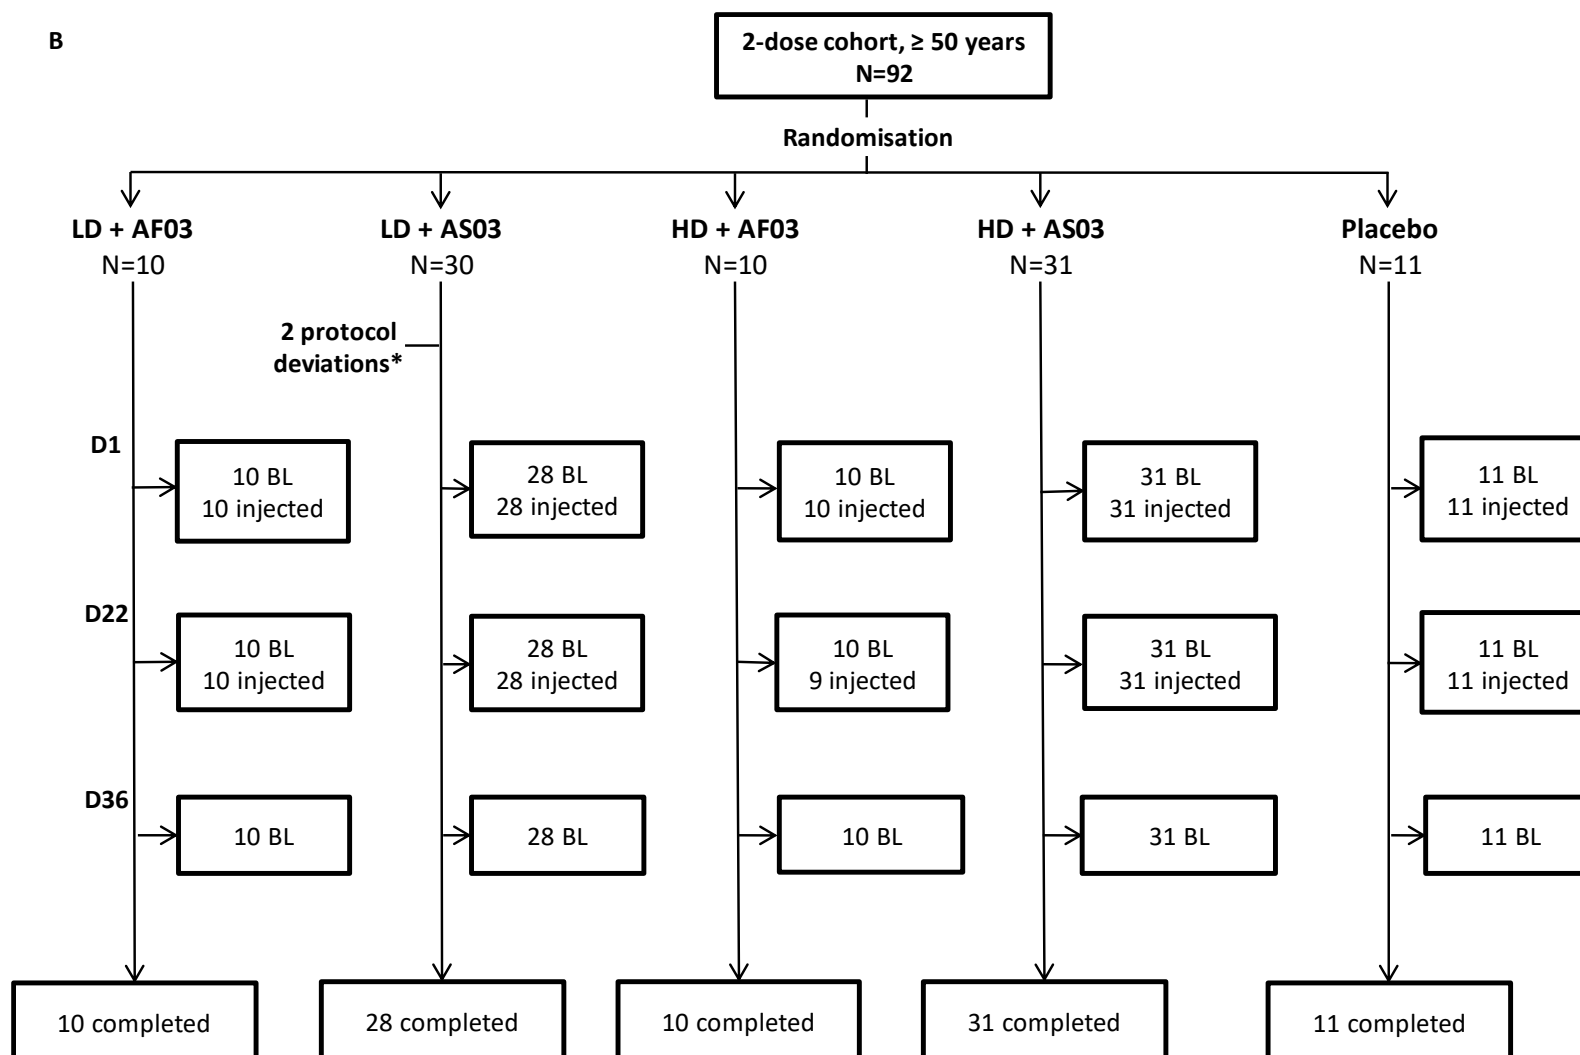 B
2-dose cohort, ≥ 50 years
N=92
Randomisation
LD + AF03
N=10
LD + AS03
N=30
HD + AF03
N=10
HD + AS03
N=31
Placebo
N=11
2 protocol
deviations*
D1
10 BL
10 injected
28 BL
28 injected
10 BL
10 injected
31 BL
31 injected
11 BL
11 injected
D22
10 BL
10 injected
28 BL
28 injected
10 BL
9 injected
31 BL
31 injected
11 BL
11 injected
D36
10 BL
28 BL
10 BL
31 BL
11 BL
10 completed
28 completed
10 completed
31 completed
11 completed